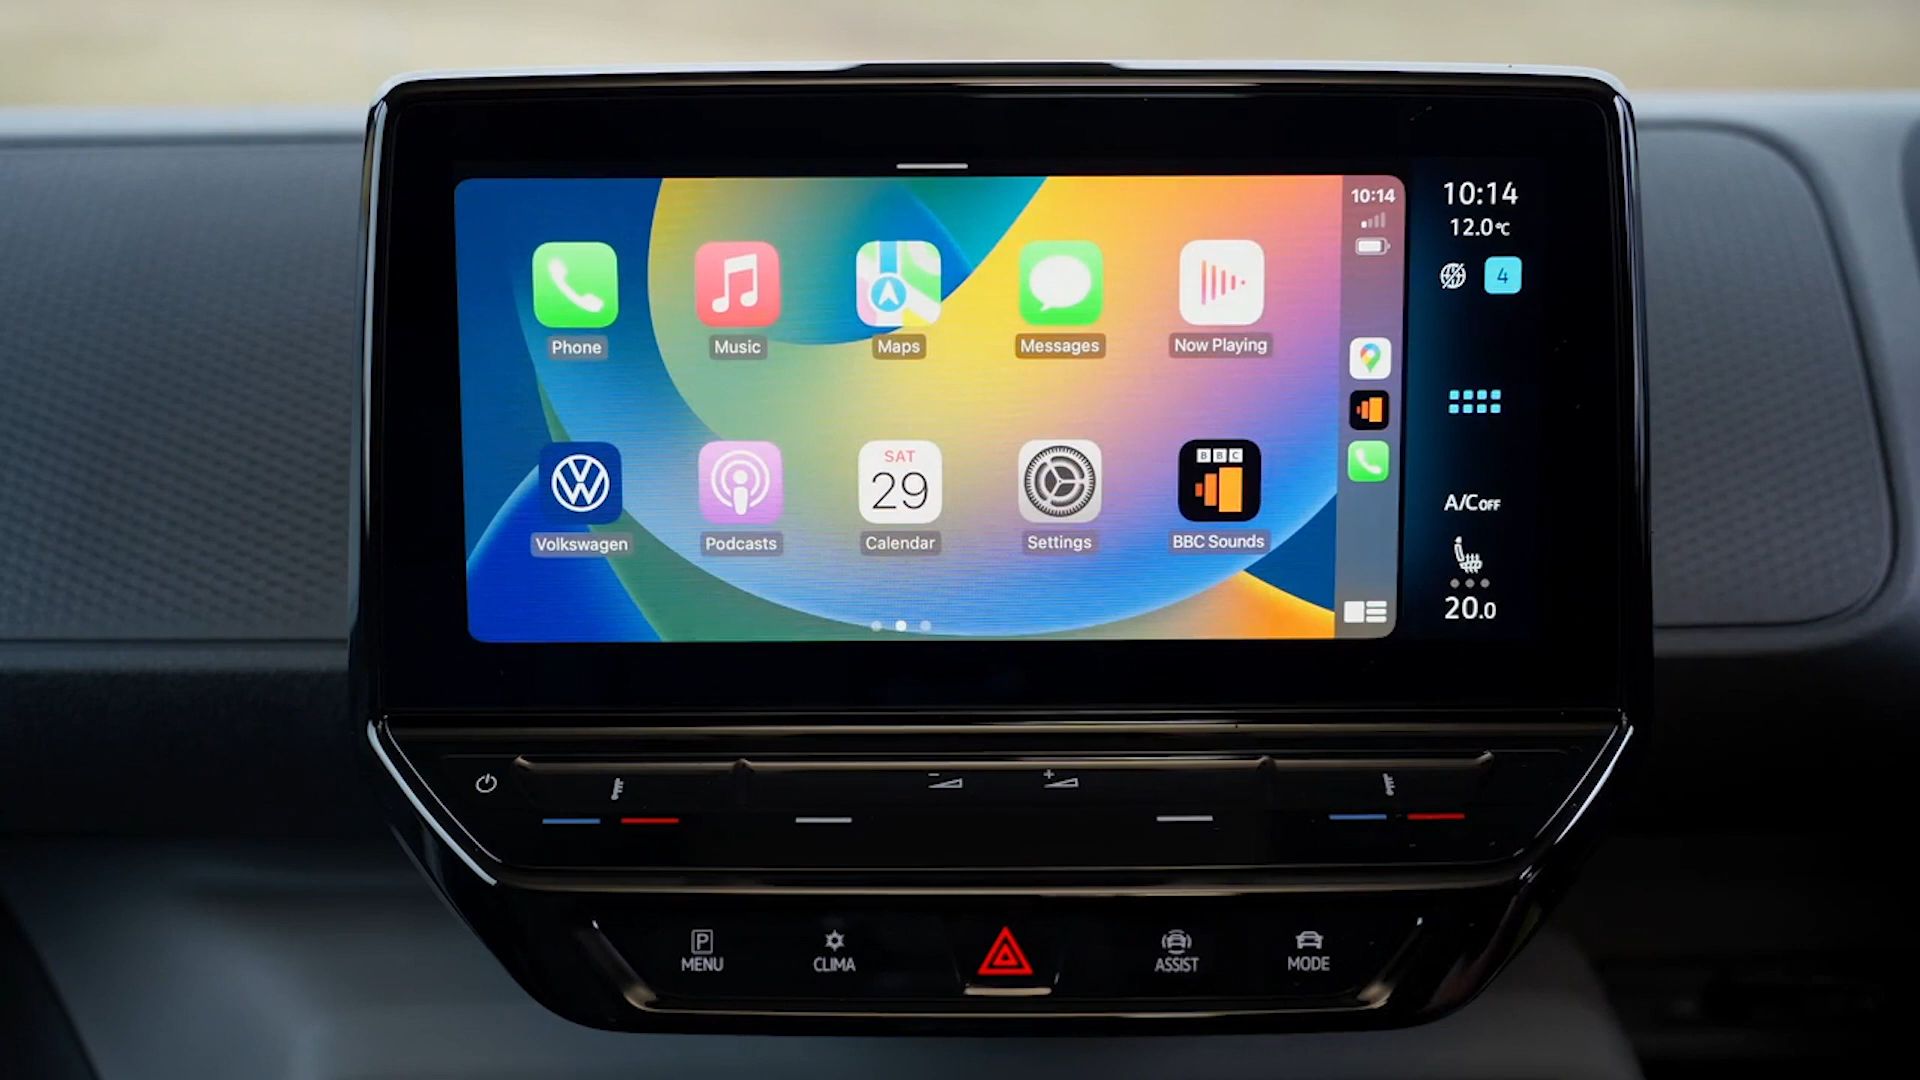 10:14
10:14
12.0°C
4
Phone
Music
Maps
Messages
Now Playing
SAT
29
BBC
Volkswagen
Podcasts
Calendar
Settings
BBC Sounds
A/C OFF
20.0
P
MENU
CLIMA
ASSIST
MODE